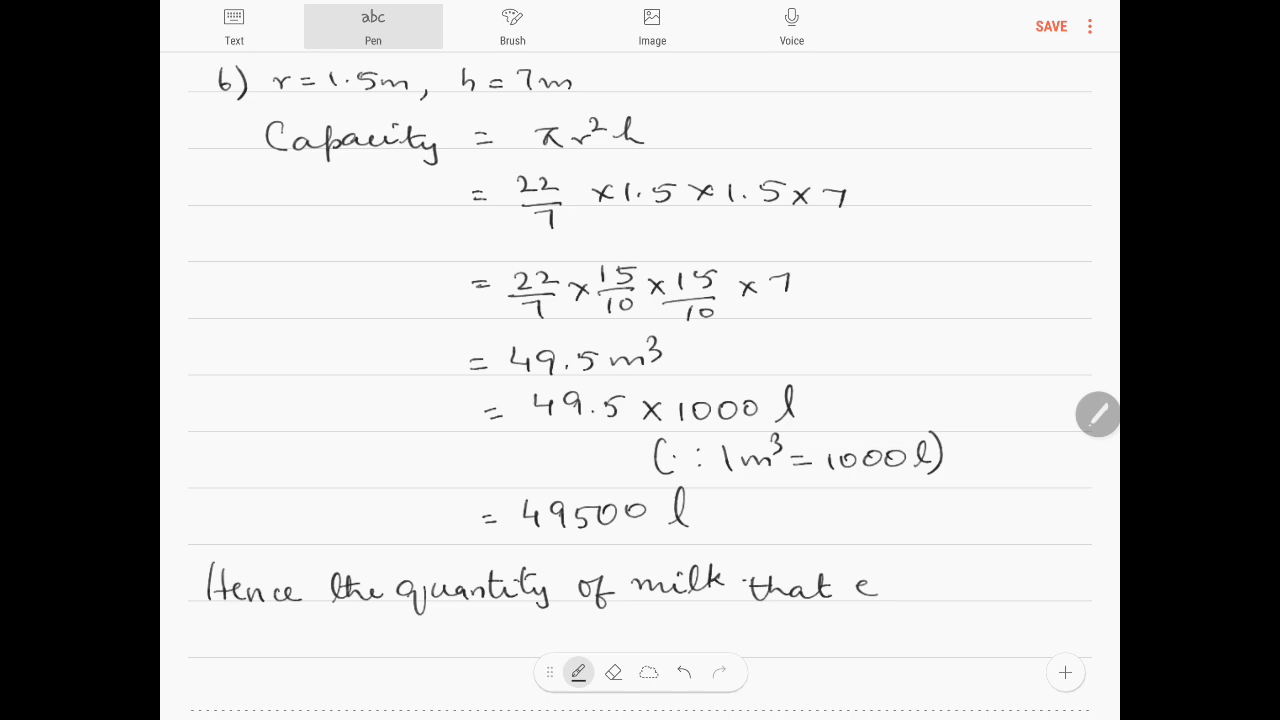 Text
abc
Pen
Brush
Image
Voice
SAVE
6) r = 1.5m, h = 7m
Capacity = πr²h
= 22/7 × 1.5 × 1.5 × 7
= 22/7 × 15/10 × 15/10 × 7
= 49.5 m³
= 49.5 × 1000 l
(∵ 1m³ = 1000 l)
= 49500 l
Hence the quantity of milk that c